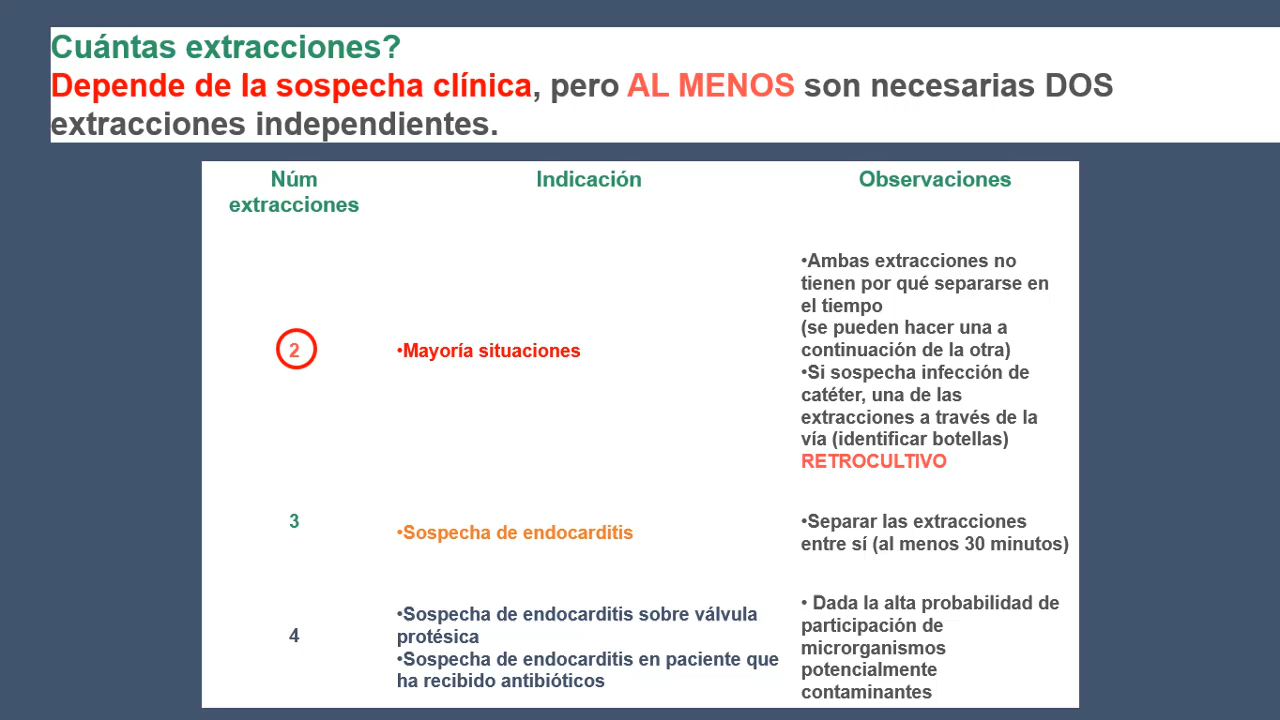 Cuántas extracciones?
Depende de la sospecha clínica, pero AL MENOS son necesarias DOS
extracciones independientes.
Núm
extracciones
Indicación
Observaciones
2
•Mayoría situaciones
•Ambas extracciones no
tienen por qué separarse en
el tiempo
(se pueden hacer una a
continuación de la otra)
•Si sospecha infección de
catéter, una de las
extracciones a través de la
vía (identificar botellas)
RETROCULTIVO
3
•Sospecha de endocarditis
•Separar las extracciones
entre sí (al menos 30 minutos)
4
•Sospecha de endocarditis sobre válvula
protésica
•Sospecha de endocarditis en paciente que
ha recibido antibióticos
• Dada la alta probabilidad de
participación de
microrganismos
potencialmente
contaminantes